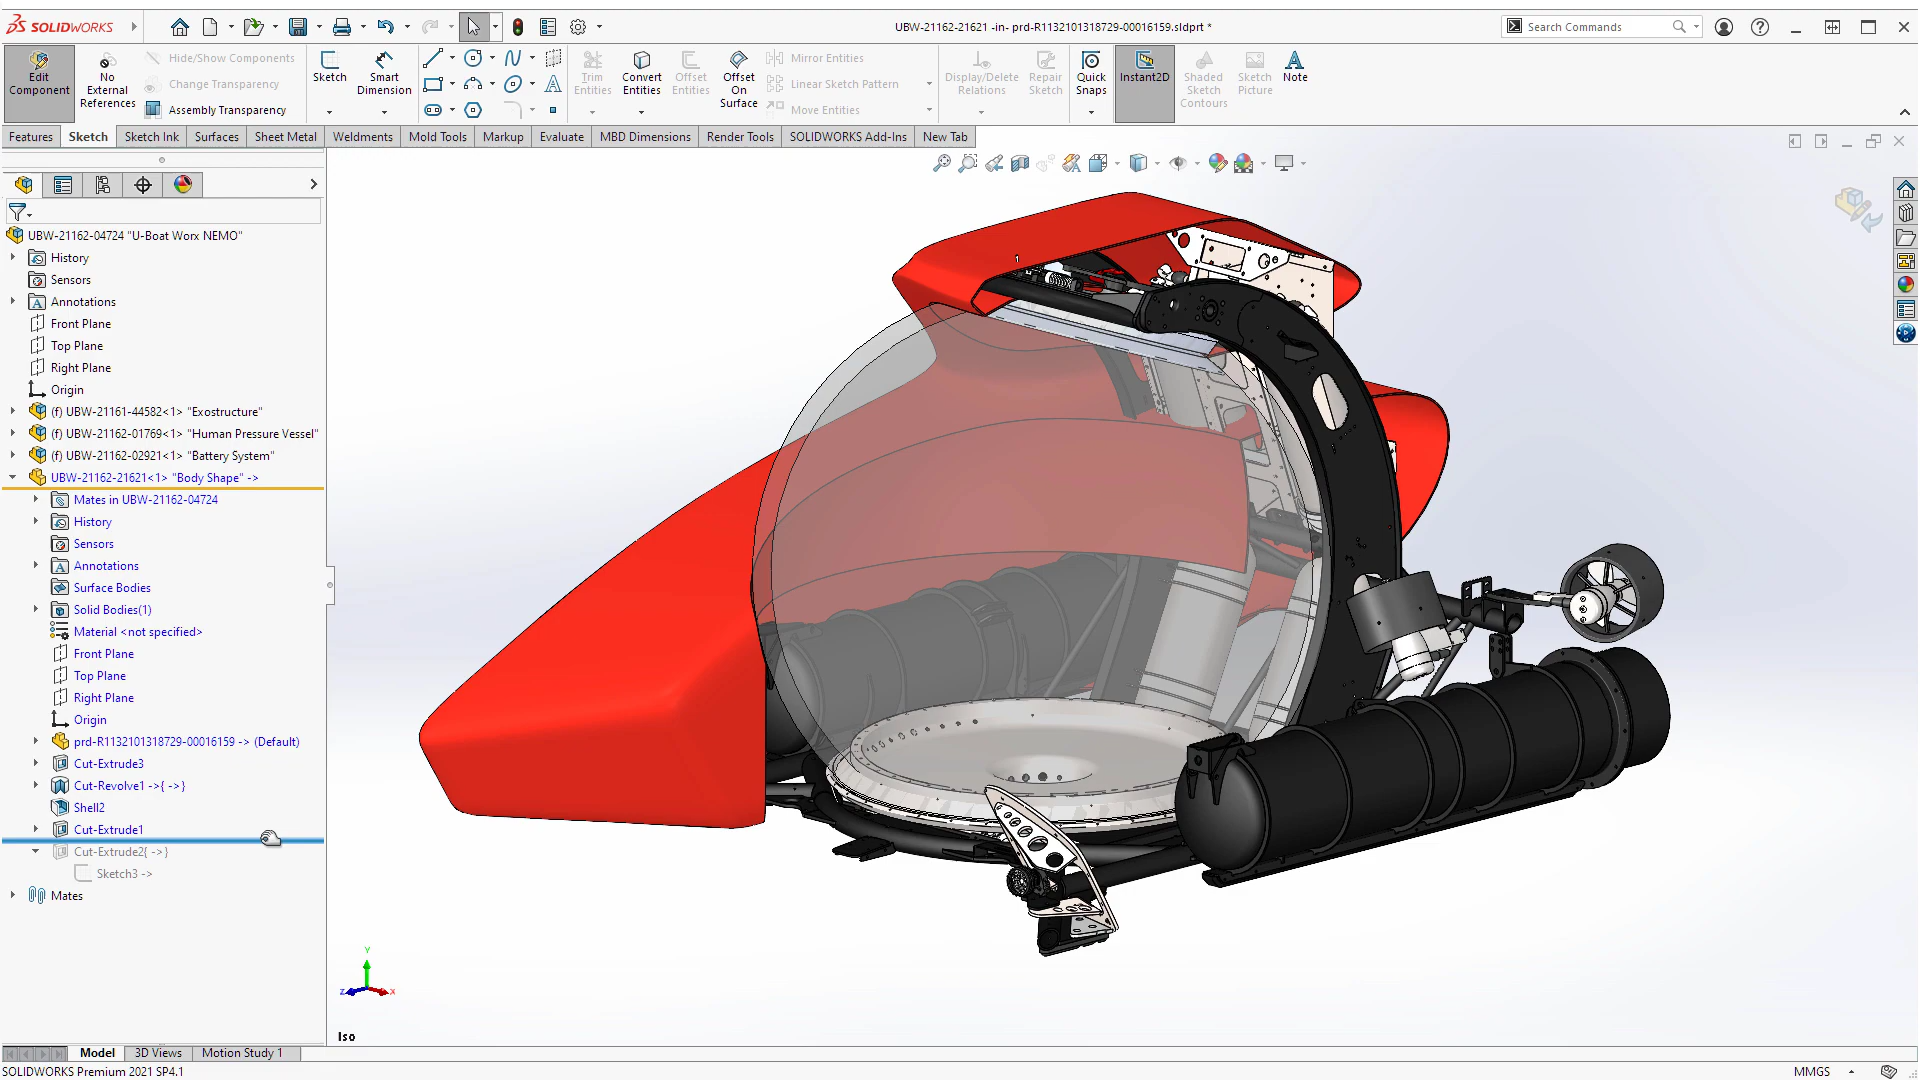 SOLIDWORKS
UBW-21162-21621 -in- prd-R1132101318729-00016159.sldprt *
Search Commands
Edit Component
No External References
Hide/Show Components
Change Transparency
Assembly Transparency
Sketch
Smart Dimension
Trim Entities
Convert Entities
Offset Entities
Offset On Surface
Mirror Entities
Linear Sketch Pattern
Move Entities
Display/Delete Relations
Repair Sketch
Quick Snaps
Instant2D
Shaded Sketch Contours
Sketch Picture
Note
Features
Sketch
Sketch Ink
Surfaces
Sheet Metal
Weldments
Mold Tools
Markup
Evaluate
MBD Dimensions
Render Tools
SOLIDWORKS Add-Ins
New Tab
UBW-21162-04724 "U-Boat Worx NEMO"
History
Sensors
Annotations
Front Plane
Top Plane
Right Plane
Origin
(f) UBW-21161-44582<1> "Exostructure"
(f) UBW-21162-01769<1> "Human Pressure Vessel"
(f) UBW-21162-02921<1> "Battery System"
UBW-21162-21621<1> "Body Shape" ->
Mates in UBW-21162-04724
History
Sensors
Annotations
Surface Bodies
Solid Bodies(1)
Material <not specified>
Front Plane
Top Plane
Right Plane
Origin
prd-R1132101318729-00016159 -> (Default)
Cut-Extrude3
Cut-Revolve1 ->{ ->}
Shell2
Cut-Extrude1
Cut-Extrude2{ ->}
Sketch3 ->
Mates
Y
Z
X
Iso
Model
3D Views
Motion Study 1
SOLIDWORKS Premium 2021 SP4.1
MMGS